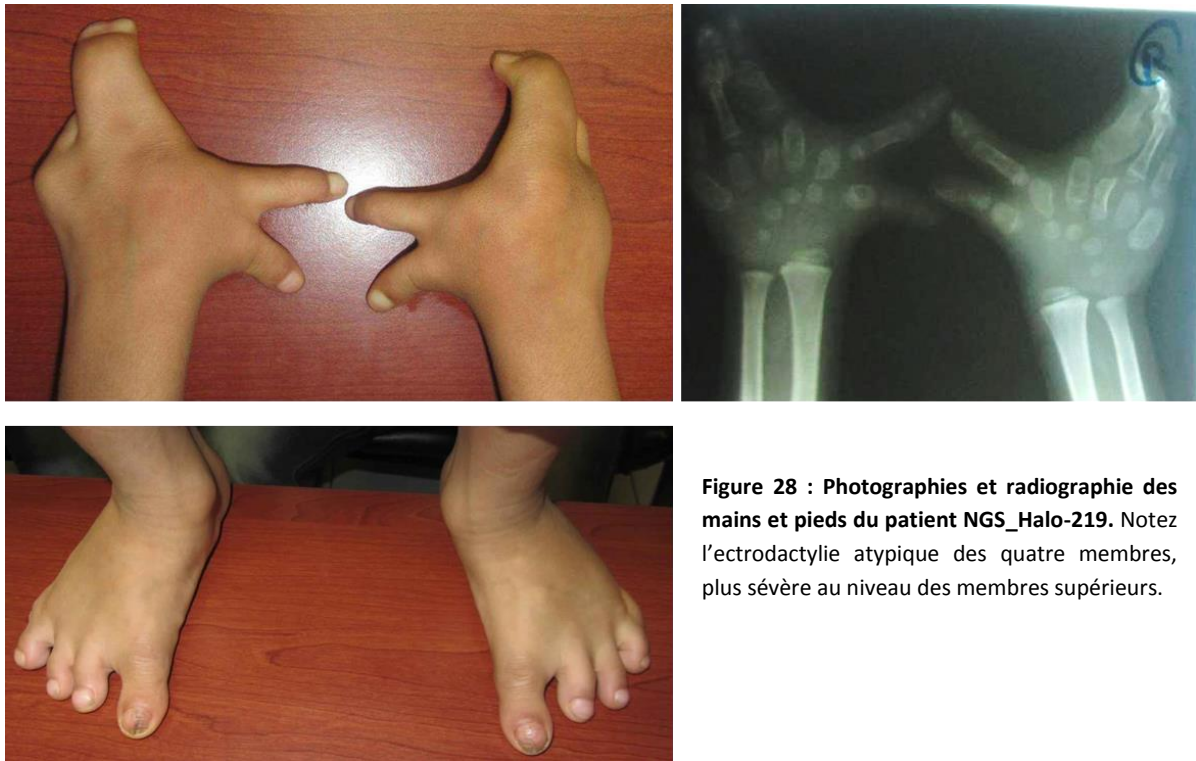 R
Figure 28 : Photographies et radiographie des
mains et pieds du patient NGS_Halo-219. Notez
l'ectrodactylie atypique des quatre membres,
plus sévère au niveau des membres supérieurs.